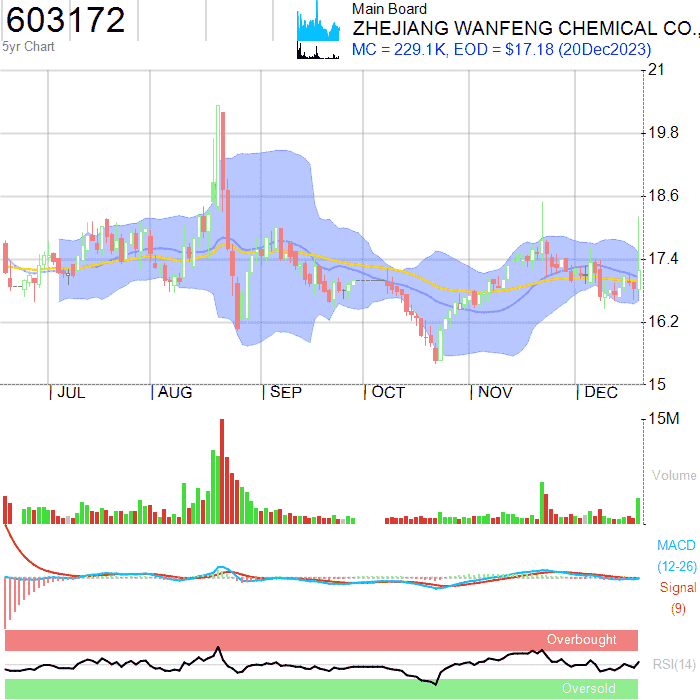 603172
5yr Chart
Main Board
ZHEJIANG WANFENG CHEMICAL CO.,
MC = 229.1K, EOD = $17.18 (20Dec2023)
21
19.8
18.6
17.4
16.2
15
JUL
AUG
SEP
OCT
NOV
DEC
15M
Volume
MACD
(12-26)
Signal
(9)
Overbought
RSI(14)
Oversold